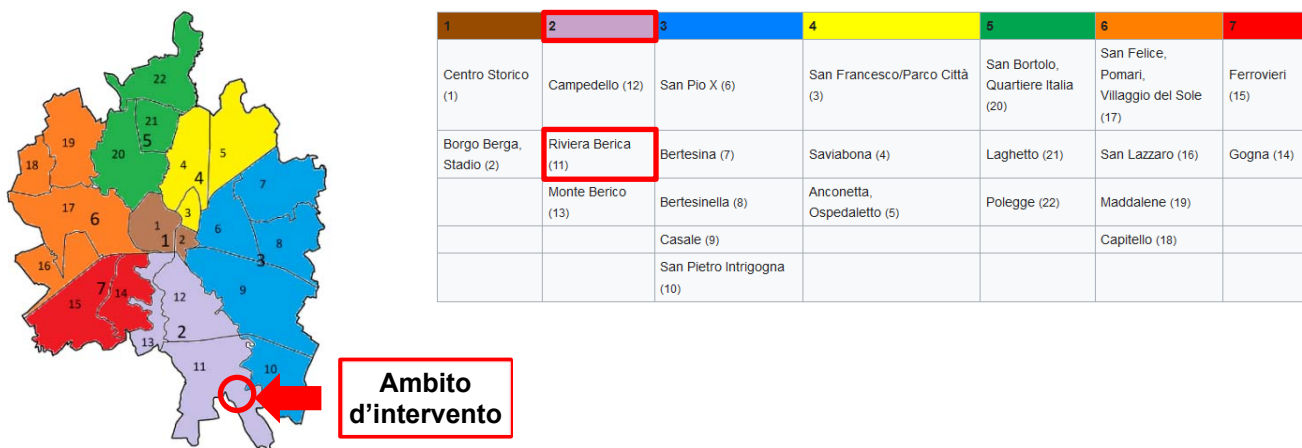 22
21
5
20
19
18
4
5
4
7
17
6
3
1
1
2
6
8
3
16
7
14
15
12
9
2
13
11
10
Ambito
d’intervento
1 2 3 4 5 6 7
Centro Storico
(1)
Campedello (12)
San Pio X (6)
San Francesco/Parco Città
(3)
San Bortolo,
Quartiere Italia
(20)
San Felice,
Pomari,
Villaggio del Sole
(17)
Ferrovieri
(15)
Borgo Berga,
Stadio (2)
Riviera Berica
(11)
Bertesina (7)
Saviabona (4)
Laghetto (21)
San Lazzaro (16)
Gogna (14)
Monte Berico
(13)
Bertesinella (8)
Anconetta,
Ospedaletto (5)
Polegge (22)
Maddalene (19)
Casale (9)
Capitello (18)
San Pietro Intrigogna
(10)